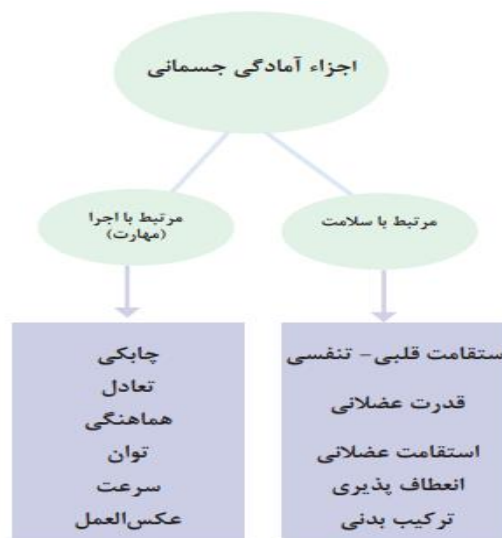 اجزاء آمادگی جسمانی
مرتبط با سلامت
ستقامت قلبی- تنفسی
قدرت عضلانی
استقامت عضلانی
انعطاف پذیری
ترکیب بدنی
مرتبط با اجرا
(مهارت)
چابکی
تعادل
هماهنگی
توان
سرعت
عکس‌العمل